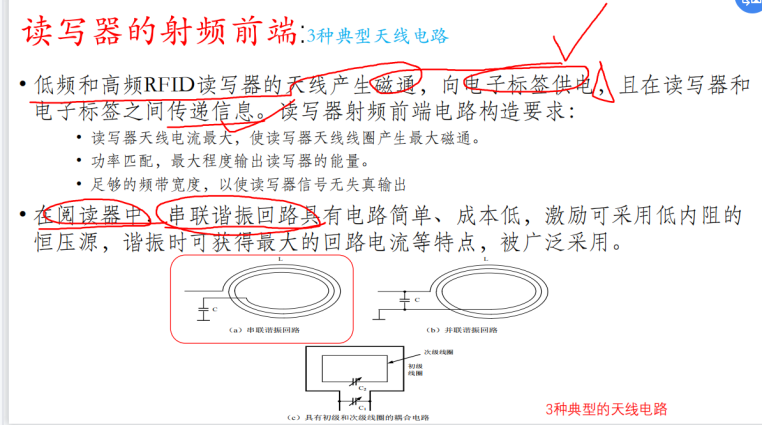 读写器的射频前端:3种典型天线电路
• 低频和高频RFID读写器的天线产生磁通，向电子标签供电，且在读写器和
电子标签之间传递信息。读写器射频前端电路构造要求：
• 读写器天线电流最大，使读写器天线线圈产生最大磁通。
• 功率匹配，最大程度输出读写器的能量。
• 足够的频带宽度，以使读写器信号无失真输出
• 在阅读器中，串联谐振回路具有电路简单、成本低，激励可采用低内阻的
恒压源，谐振时可获得最大的回路电流等特点，被广泛采用。
L
C
（a）串联谐振回路
L
C
（b）并联谐振回路
次级线圈
初级
线圈
C₂
C₁
（c）具有初级和次级线圈的耦合电路
3种典型的天线电路